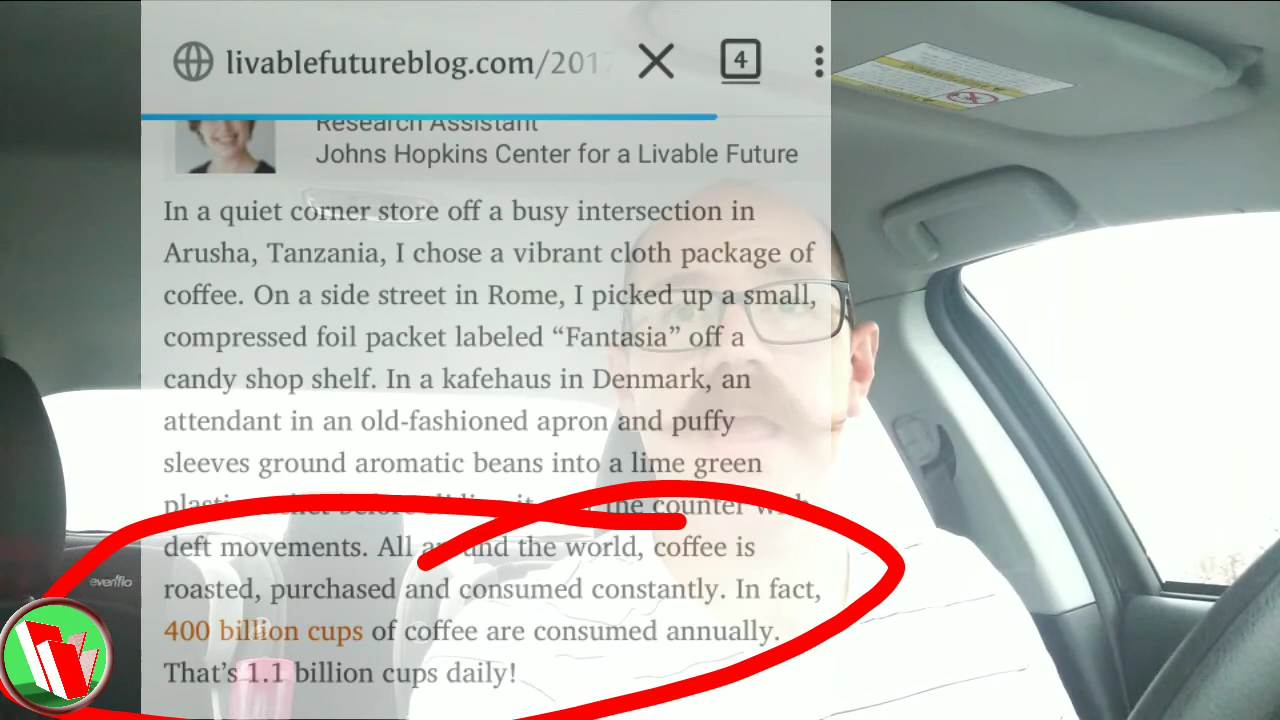 livablefutureblog.com/2017
4
Research Assistant
Johns Hopkins Center for a Livable Future
In a quiet corner store off a busy intersection in
Arusha, Tanzania, I chose a vibrant cloth package of
coffee. On a side street in Rome, I picked up a small,
compressed foil packet labeled “Fantasia” off a
candy shop shelf. In a kafehaus in Denmark, an
attendant in an old-fashioned apron and puffy
sleeves ground aromatic beans into a lime green
the counter with
deft movements. All around the world, coffee is
roasted, purchased and consumed constantly. In fact,
400 billion cups of coffee are consumed annually.
That’s 1.1 billion cups daily!
evenflo